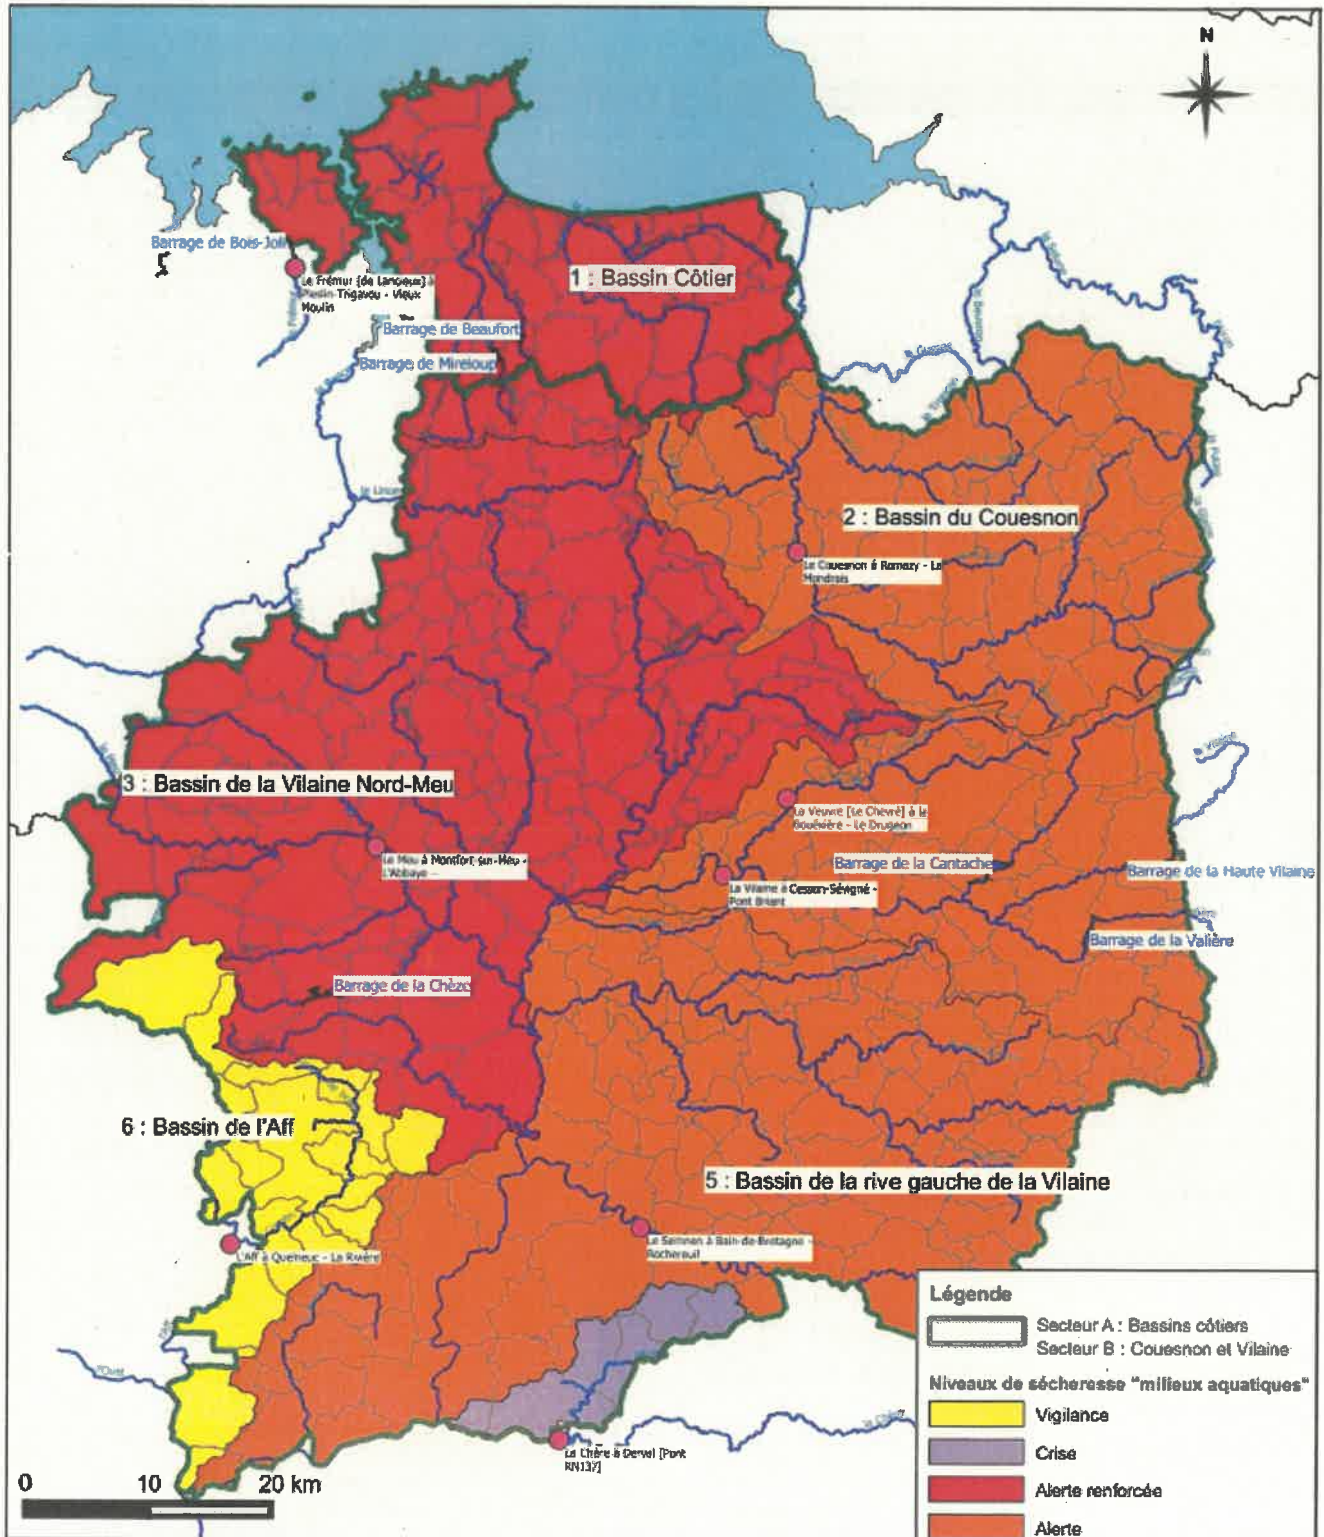 N
Barrage de Bois-Joli
Le Frémur [de Lancieux] à
Pleslin-Trigavou - Vieux
Moulin
1 : Bassin Côtier
Barrage de Beaufort
Barrage de Mireloup
2 : Bassin du Couesnon
Le Couesnon à Romazy - La
Mondrais
3 : Bassin de la Vilaine Nord-Meu
La Veuvre [Le Chevré] à la
Bouëxière - Le Drugeon
Le Meu à Montfort-sur-Meu -
L'Abbaye
Barrage de la Cantache
Barrage de la Haute Vilaine
La Vilaine à Cesson-Sévigné -
Pont Briant
Barrage de la Valière
Barrage de la Chèze
6 : Bassin de l'Aff
5 : Bassin de la rive gauche de la Vilaine
Le Semnon à Bain-de-Bretagne -
Rochereuil
L'Aff à Quelneuc - La Rivière
l'Oust
la Chère
La Chère à Derval [Pont
RN137]
0 10 20 km
Légende
Secteur A : Bassins côtiers
Secteur B : Couesnon et Vilaine
Niveaux de sécheresse "milieux aquatiques"
Vigilance
Crise
Alerte renforcée
Alerte